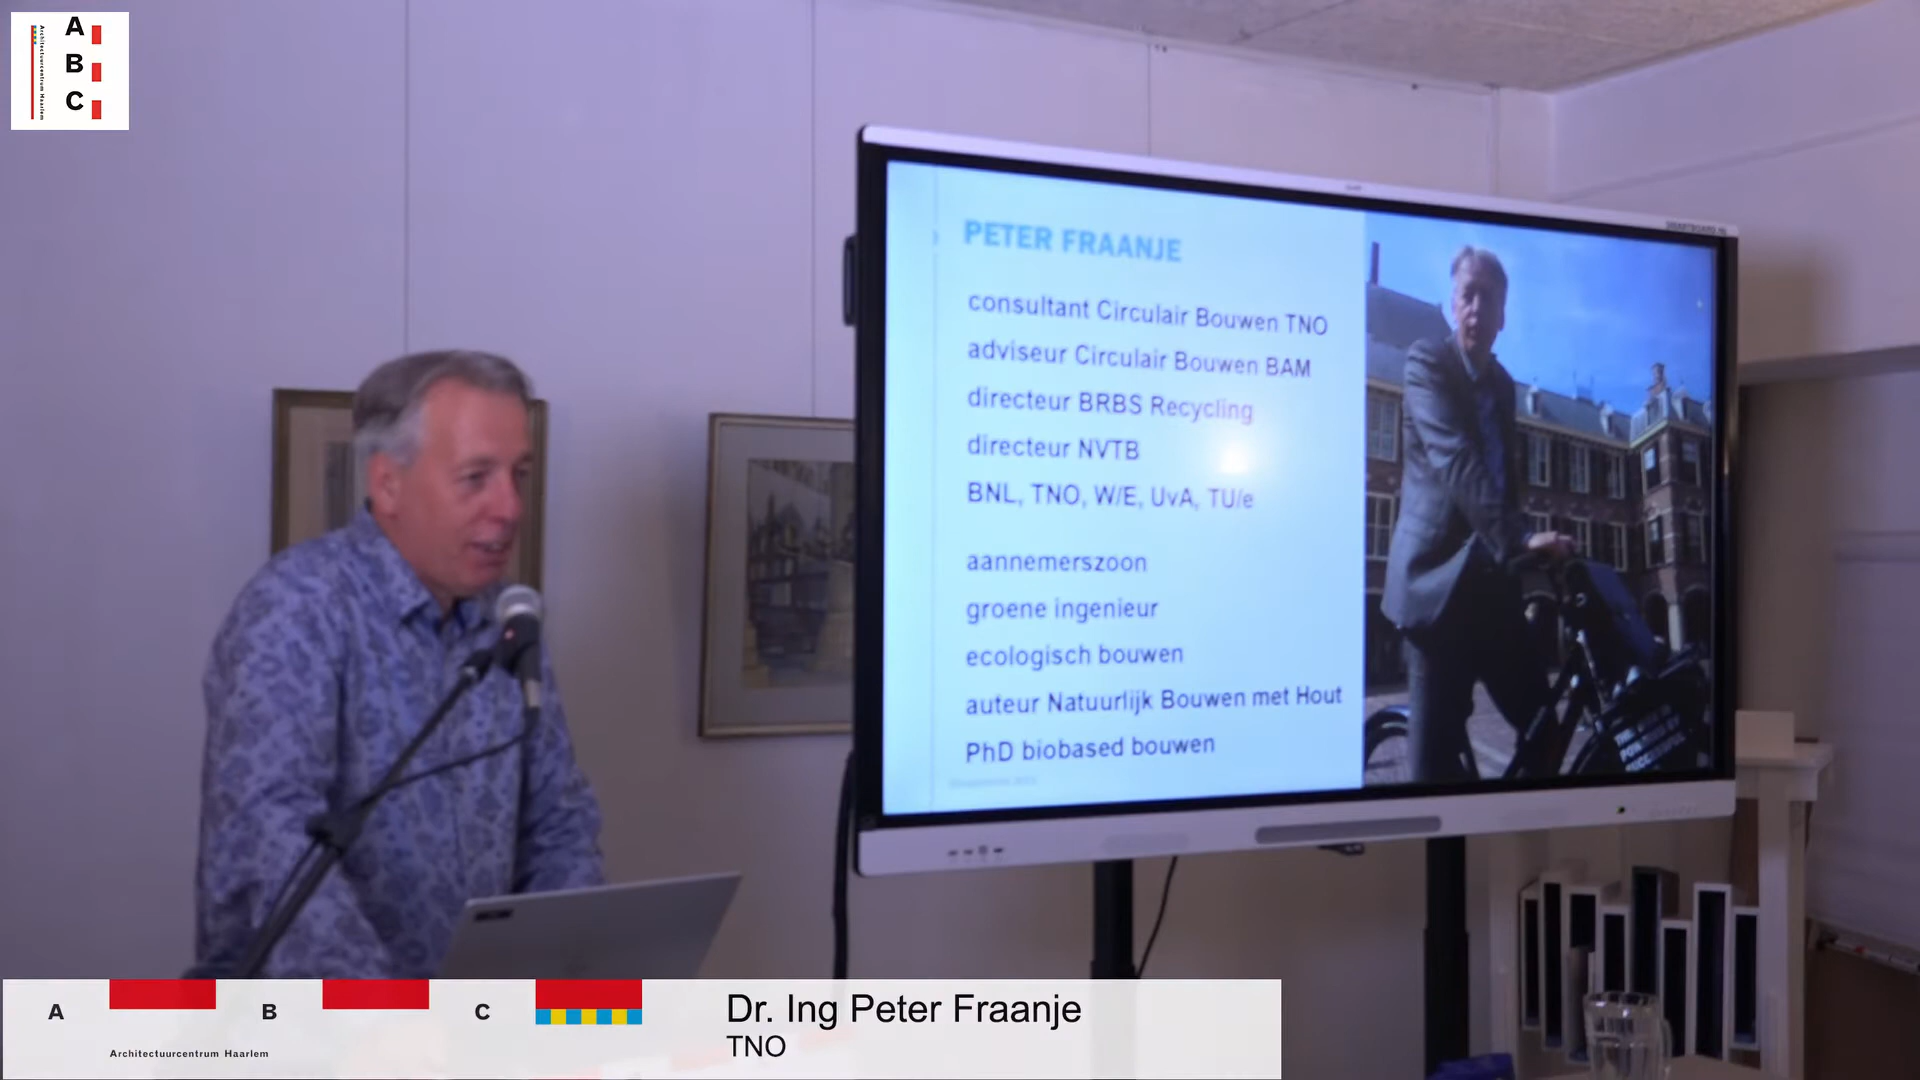 A
B
C
Architectuurcentrum Haarlem
PETER FRAANJE
consultant Circulair Bouwen TNO
adviseur Circulair Bouwen BAM
directeur BRBS Recycling
directeur NVTB
BNL, TNO, W/E, UvA, TU/e
aannemerszoon
groene ingenieur
ecologisch bouwen
auteur Natuurlijk Bouwen met Hout
PhD biobased bouwen
A B C
Architectuurcentrum Haarlem
Dr. Ing Peter Fraanje
TNO